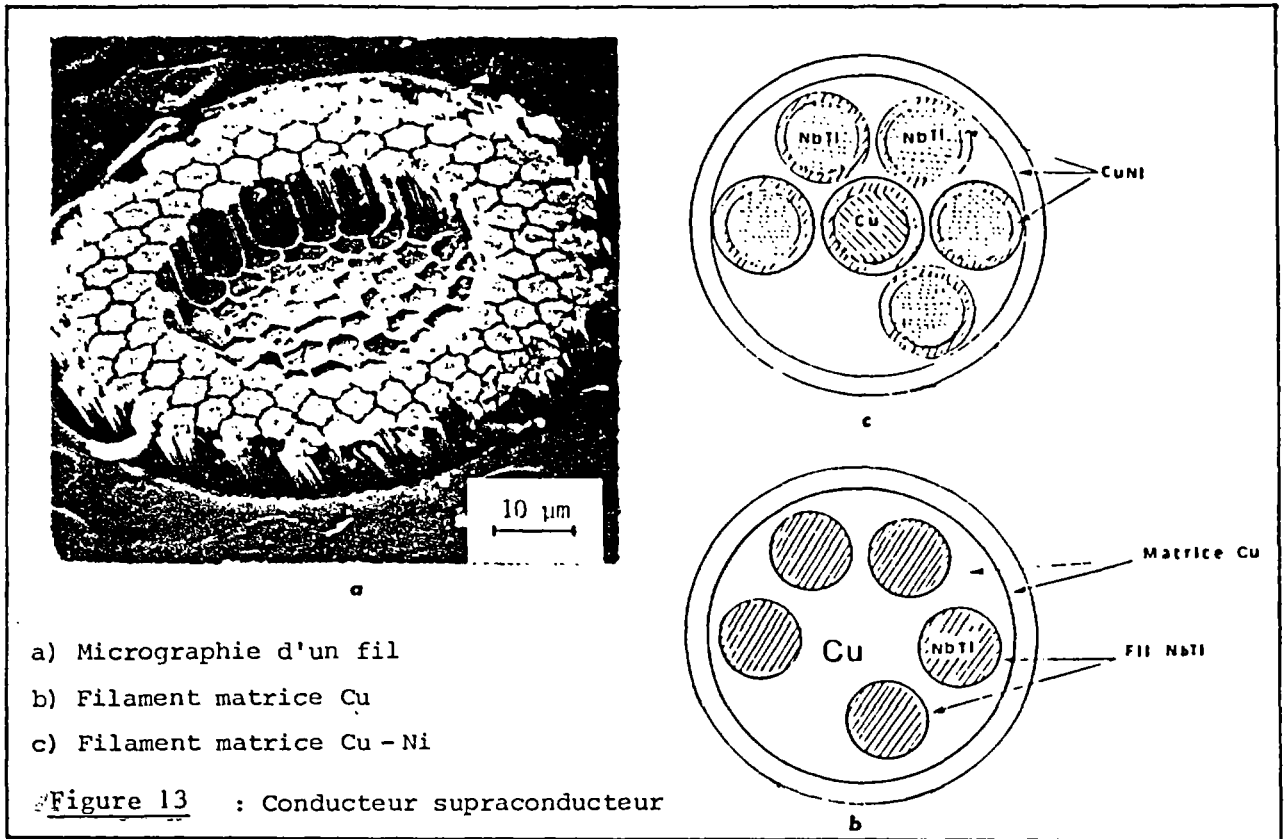 10 µm
a
NbTI
NbTI
CuNI
Cu
c
Matrice Cu
Cu
NbTI
Fil NbTI
b
a) Micrographie d'un fil
b) Filament matrice Cu
c) Filament matrice Cu - Ni
Figure 13 : Conducteur supraconducteur